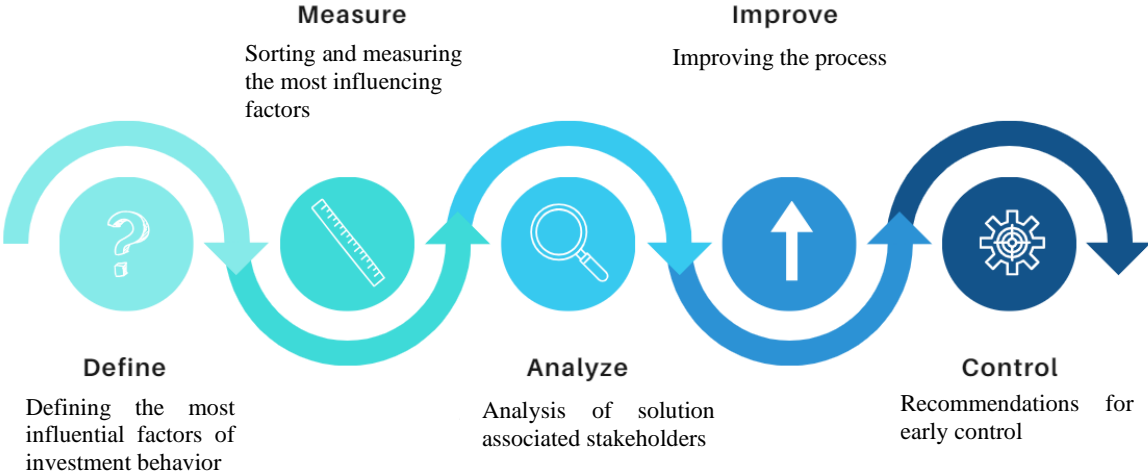 Measure
Sorting and measuring
the most influencing
factors
Improve
Improving the process
Define
Defining the most
influential factors of
investment behavior
Analyze
Analysis of solution
associated stakeholders
Control
Recommendations for
early control